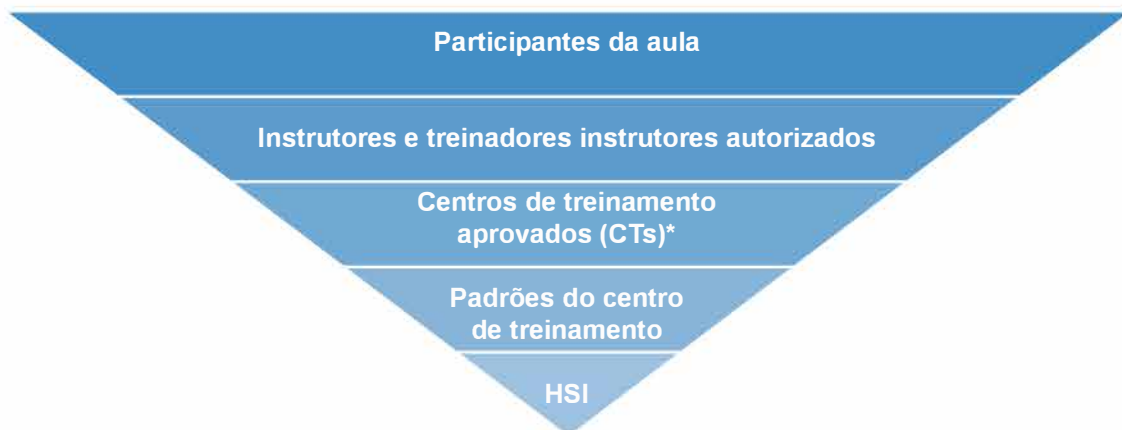 Participantes da aula
Instrutores e treinadores instrutores autorizados
Centros de treinamento
aprovados (CTs)*
Padrões do centro
de treinamento
HSI